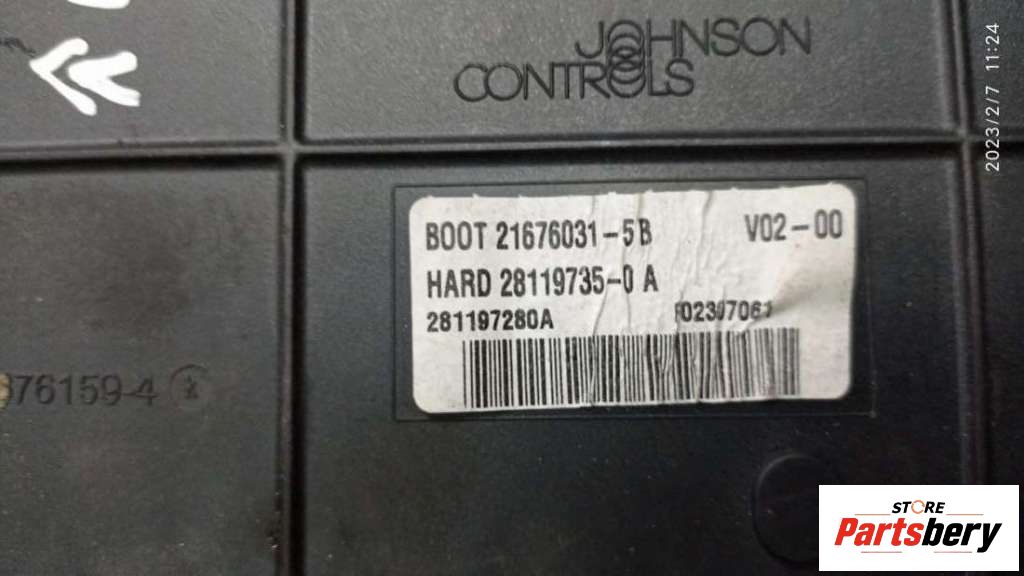 JOHNSON
CONTROLS
2023/2/7 11:24
BOOT 21676031-5B V02-00
HARD 28119735-0 A
281197280A
76159-4
STORE
Partsbery